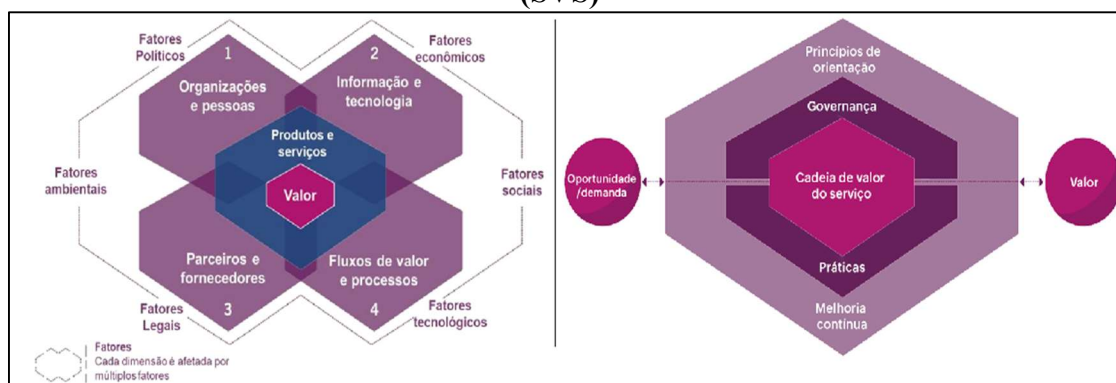 (SVS)
Fatores
Políticos
Fatores
econômicos
1
2
Organizações
e pessoas
Informação e
tecnologia
Produtos e
serviços
Valor
Fatores
ambientais
Fatores
sociais
Parceiros e
fornecedores
Fluxos de valor
e processos
3
4
Fatores
Legais
Fatores
tecnológicos
Fatores
Cada dimensão é afetada por
múltiplos fatores
Princípios de
orientação
Governança
Oportunidade
/demanda
Cadeia de valor
do serviço
Valor
Práticas
Melhoria
contínua